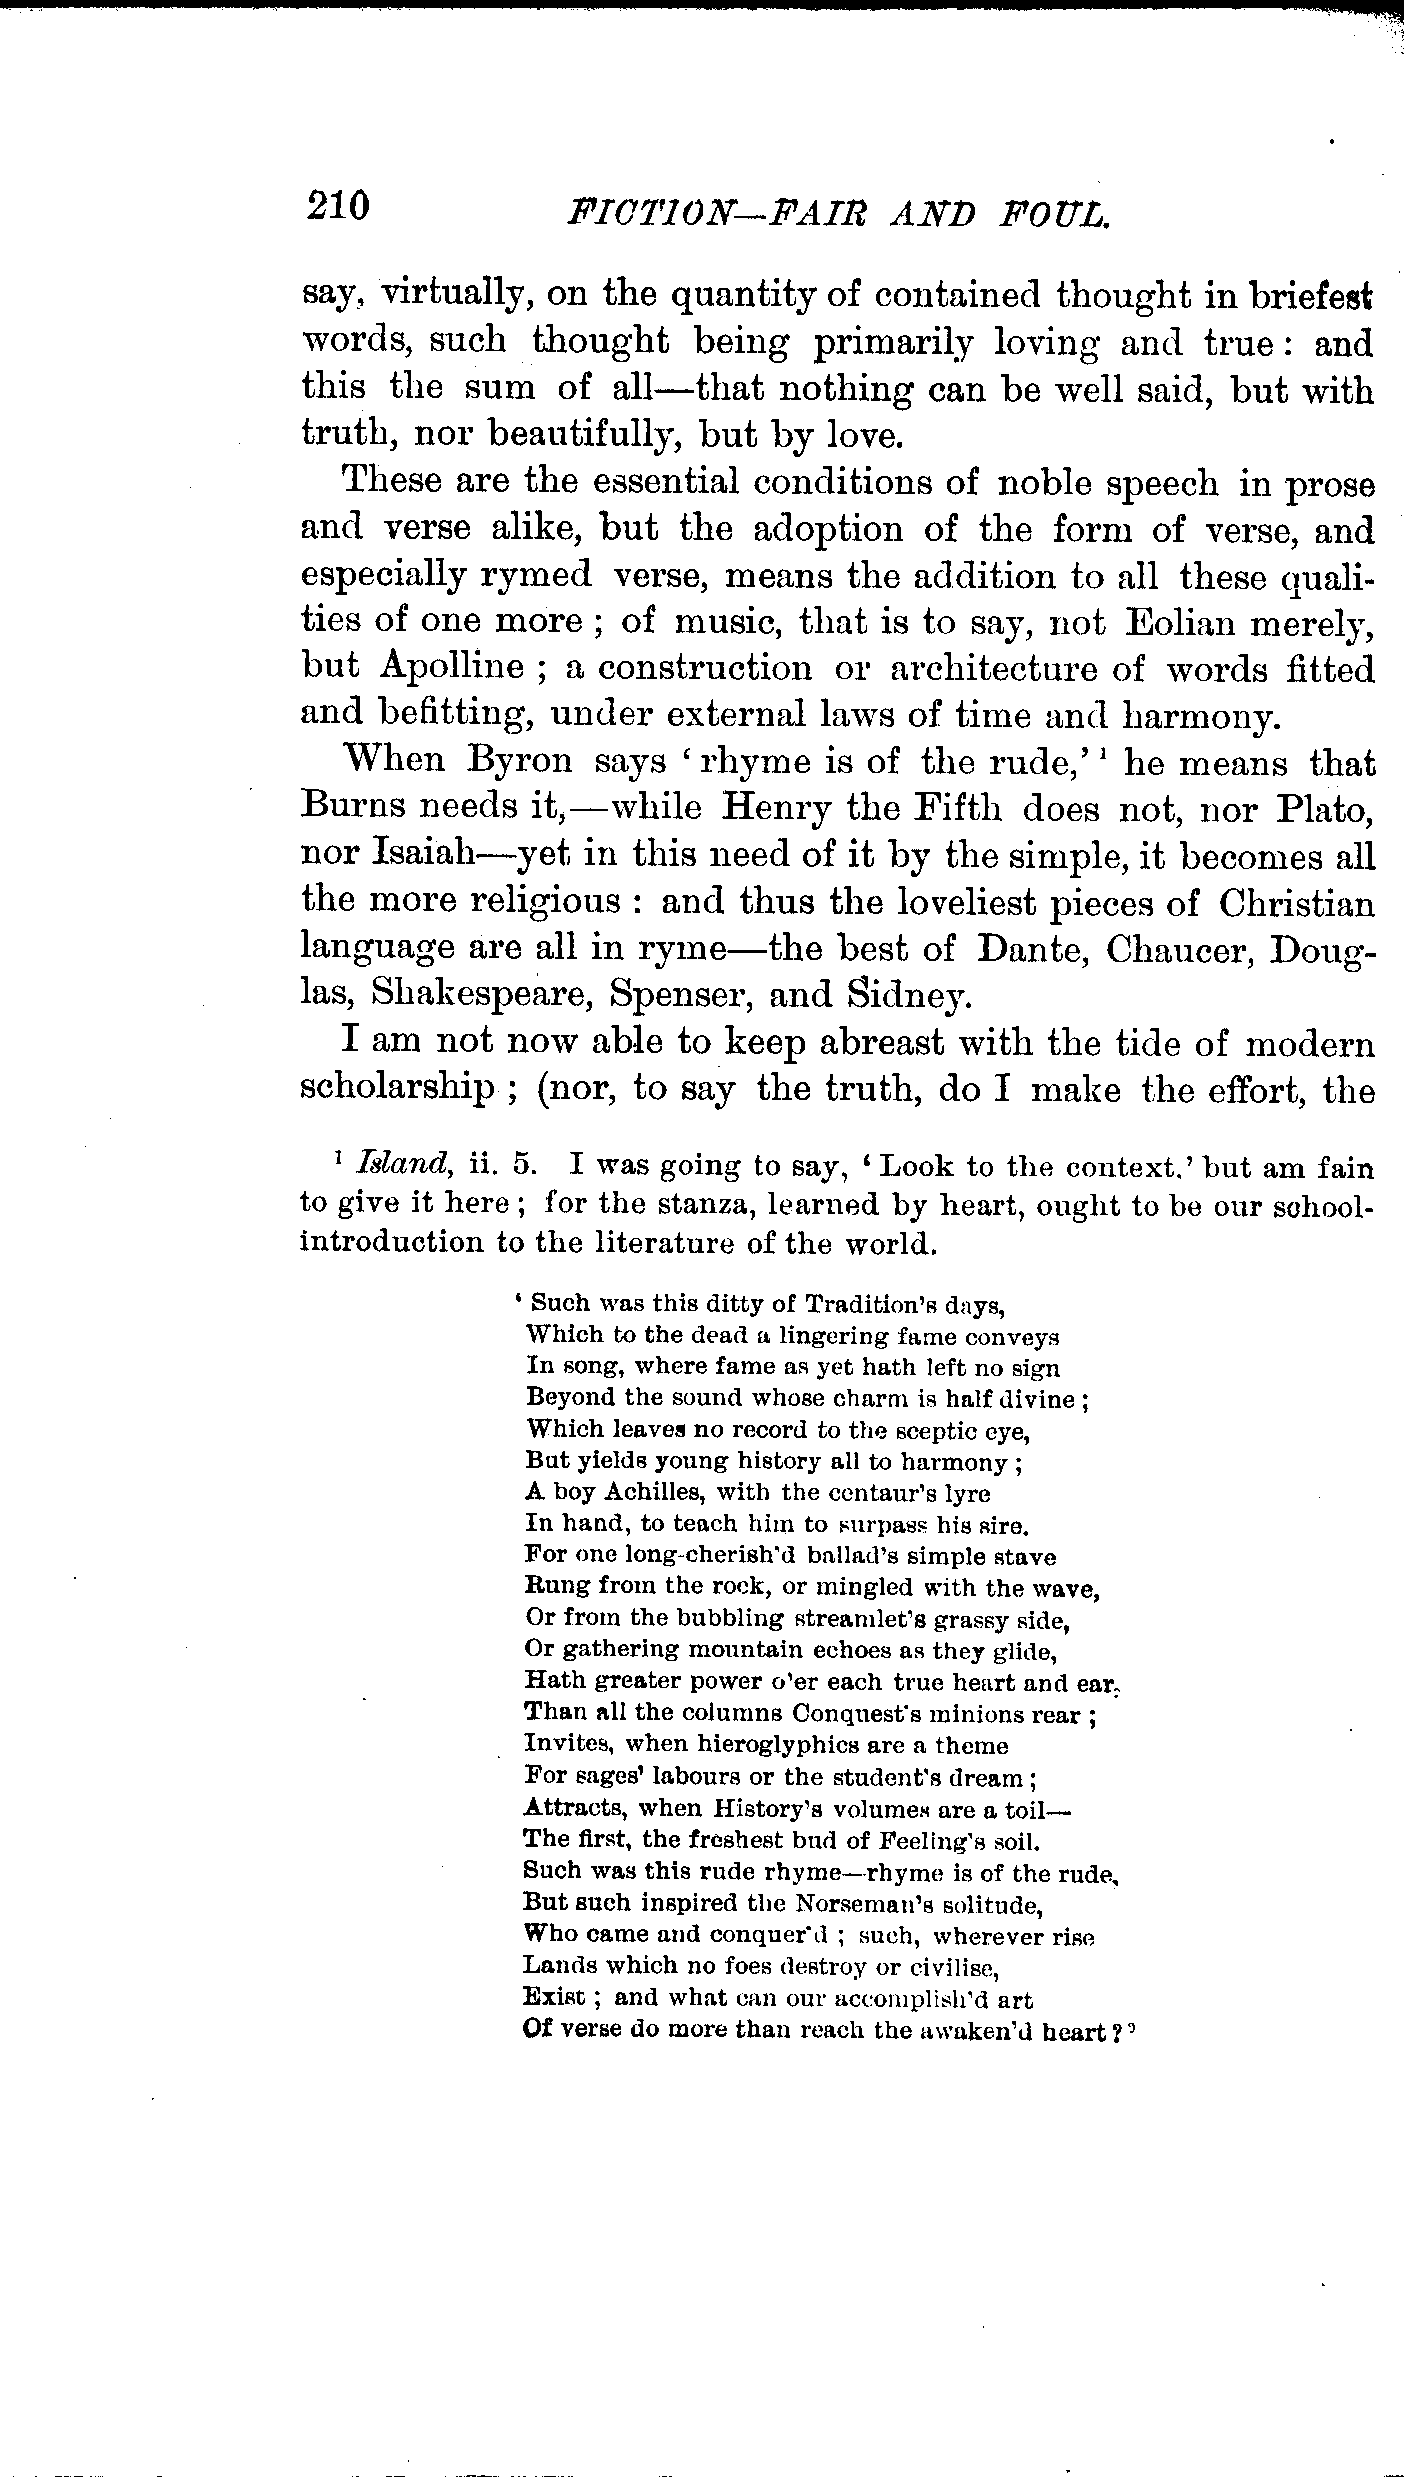 210 FICTION—FAIR AND FOUL.
say, virtually, on the quantity of contained thought in briefest
words, such thought being primarily loving and true: and
this the sum of all—that nothing can be well said, but with
truth, nor beautifully, but by love.
These are the essential conditions of noble speech in prose
and verse alike, but the adoption of the form of verse, and
especially rymed verse, means the addition to all these quali-
ties of one more; of music, that is to say, not Eolian merely,
but Apolline; a construction or architecture of words fitted
and befitting, under external laws of time and harmony.
When Byron says ‘rhyme is of the rude,’ ¹ he means that
Burns needs it,—while Henry the Fifth does not, nor Plato,
nor Isaiah—yet in this need of it by the simple, it becomes all
the more religious: and thus the loveliest pieces of Christian
language are all in ryme—the best of Dante, Chaucer, Doug-
las, Shakespeare, Spenser, and Sidney.
I am not now able to keep abreast with the tide of modern
scholarship; (nor, to say the truth, do I make the effort, the
¹ Island, ii. 5. I was going to say, ‘Look to the context.’ but am fain
to give it here; for the stanza, learned by heart, ought to be our school-
introduction to the literature of the world.
‘Such was this ditty of Tradition's days,
Which to the dead a lingering fame conveys
In song, where fame as yet hath left no sign
Beyond the sound whose charm is half divine;
Which leaves no record to the sceptic eye,
But yields young history all to harmony;
A boy Achilles, with the centaur's lyre
In hand, to teach him to surpass his sire.
For one long-cherish'd ballad's simple stave
Rung from the rock, or mingled with the wave,
Or from the bubbling streamlet's grassy side,
Or gathering mountain echoes as they glide,
Hath greater power o'er each true heart and ear,
Than all the columns Conquest's minions rear;
Invites, when hieroglyphics are a theme
For sages' labours or the student's dream;
Attracts, when History's volumes are a toil—
The first, the freshest bud of Feeling's soil.
Such was this rude rhyme—rhyme is of the rude,
But such inspired the Norseman's solitude,
Who came and conquer'd; such, wherever rise
Lands which no foes destroy or civilise,
Exist; and what can our accomplish'd art
Of verse do more than reach the awaken'd heart?’